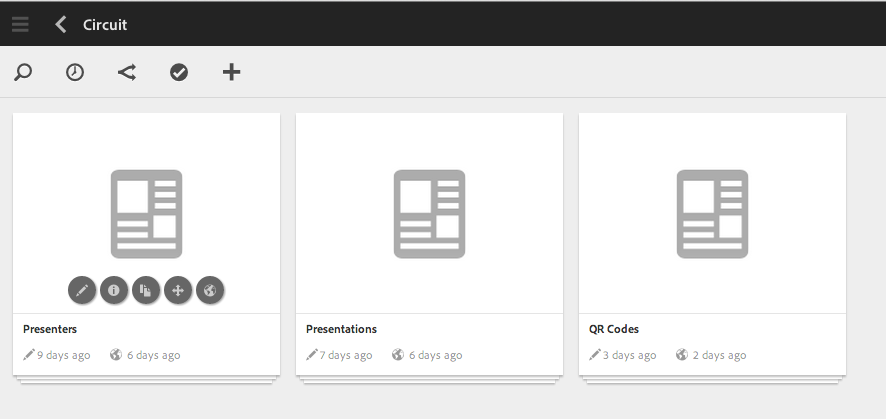 Circuit
Presenters
9 days ago 6 days ago
Presentations
7 days ago 6 days ago
QR Codes
3 days ago 2 days ago